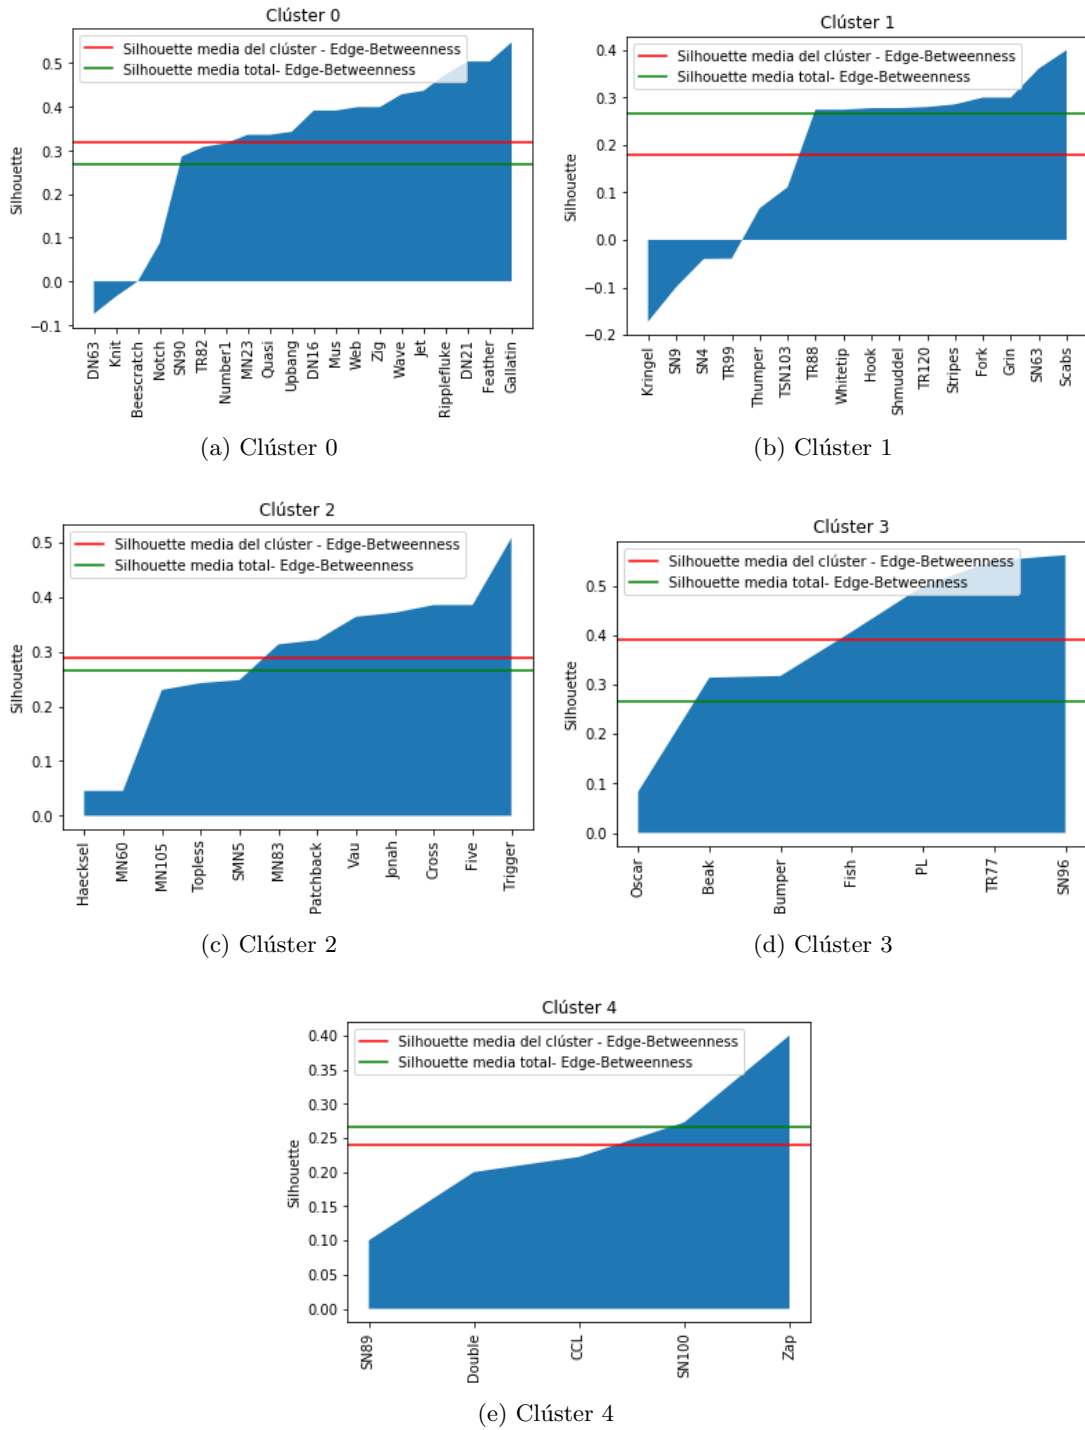 Clúster 0
Silhouette media del clúster - Edge-Betweenness
Silhouette media total- Edge-Betweenness
Silhouette
0.5
0.4
0.3
0.2
0.1
0.0
−0.1
DN63
Knit
Beescratch
Notch
SN90
TR82
Number1
MN23
Quasi
Upbang
DN16
Mus
Web
Zig
Wave
Jet
Ripplefluke
DN21
Feather
Gallatin
(a) Clúster 0
Clúster 1
Silhouette media del clúster - Edge-Betweenness
Silhouette media total- Edge-Betweenness
Silhouette
0.4
0.3
0.2
0.1
0.0
−0.1
−0.2
Kringel
SN9
SN4
TR99
Thumper
TSN103
TR88
Whitetip
Hook
Shmuddel
TR120
Stripes
Fork
Grin
SN63
Scabs
(b) Clúster 1
Clúster 2
Silhouette media del clúster - Edge-Betweenness
Silhouette media total- Edge-Betweenness
Silhouette
0.5
0.4
0.3
0.2
0.1
0.0
Haecksel
MN60
MN105
Topless
SMN5
MN83
Patchback
Vau
Jonah
Cross
Five
Trigger
(c) Clúster 2
Clúster 3
Silhouette media del clúster - Edge-Betweenness
Silhouette media total- Edge-Betweenness
Silhouette
0.5
0.4
0.3
0.2
0.1
0.0
Oscar
Beak
Bumper
Fish
PL
TR77
SN96
(d) Clúster 3
Clúster 4
Silhouette media del clúster - Edge-Betweenness
Silhouette media total- Edge-Betweenness
Silhouette
0.40
0.35
0.30
0.25
0.20
0.15
0.10
0.05
0.00
SN89
Double
CCL
SN100
Zap
(e) Clúster 4